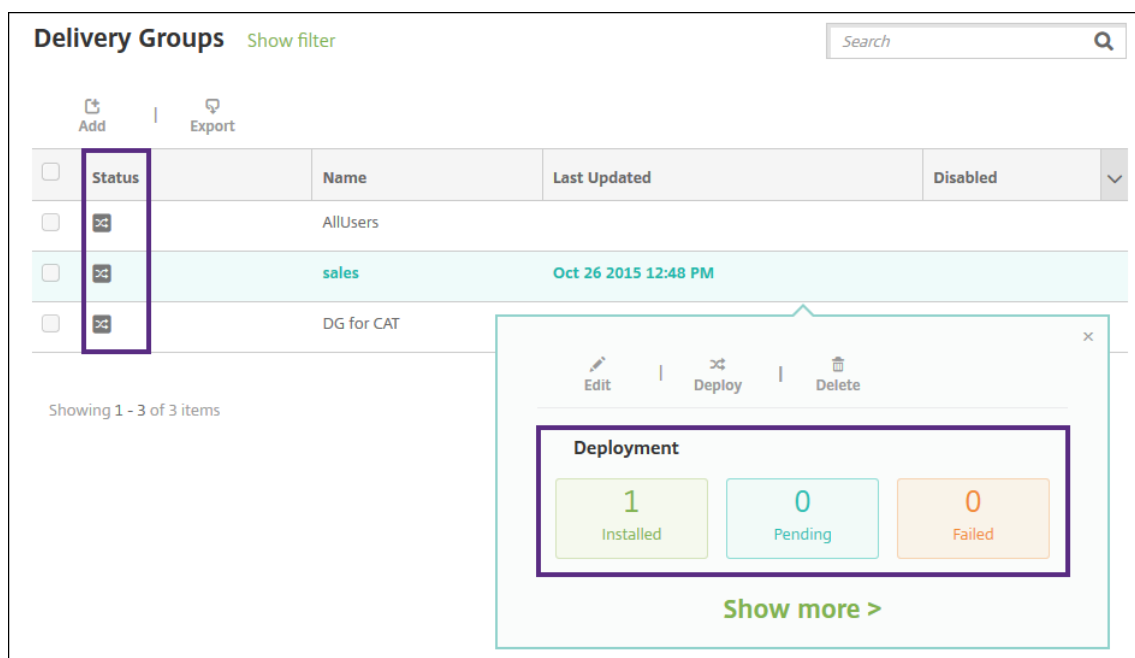 Delivery Groups Show filter Search
Add | Export
Status Name Last Updated Disabled
AllUsers
sales Oct 26 2015 12:48 PM
DG for CAT
×
Edit | Deploy | Delete
Showing 1 - 3 of 3 items
Deployment
1 0 0
Installed Pending Failed
Show more >